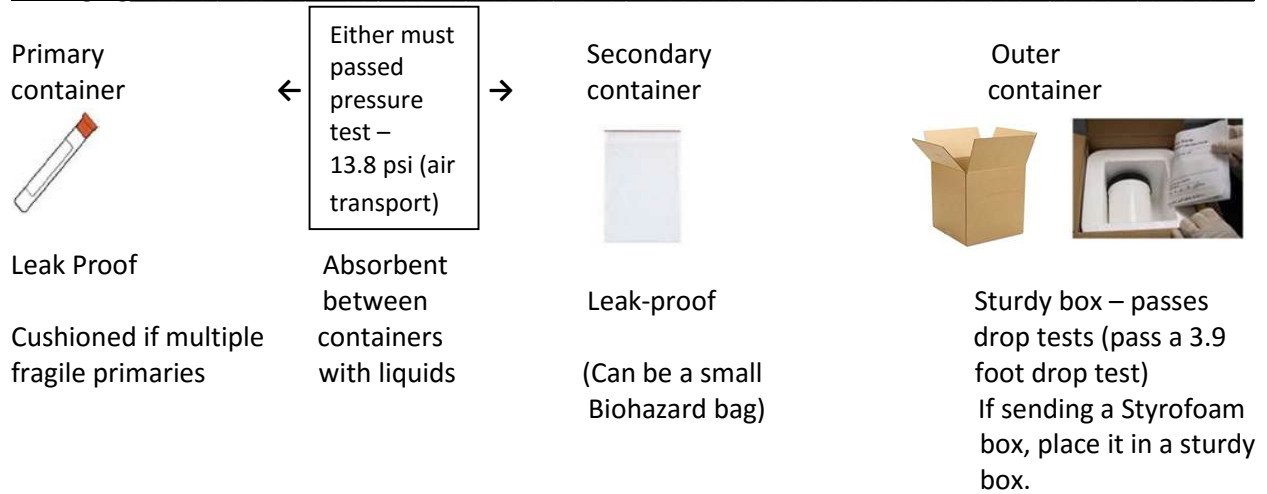 Primary
container
←
Either must
passed
pressure
test –
13.8 psi (air
transport)
→
Secondary
container
Outer
container
Leak Proof
Cushioned if multiple
fragile primaries
Absorbent
between
containers
with liquids
Leak-proof
(Can be a small
Biohazard bag)
Sturdy box – passes
drop tests (pass a 3.9
foot drop test)
If sending a Styrofoam
box, place it in a sturdy
box.